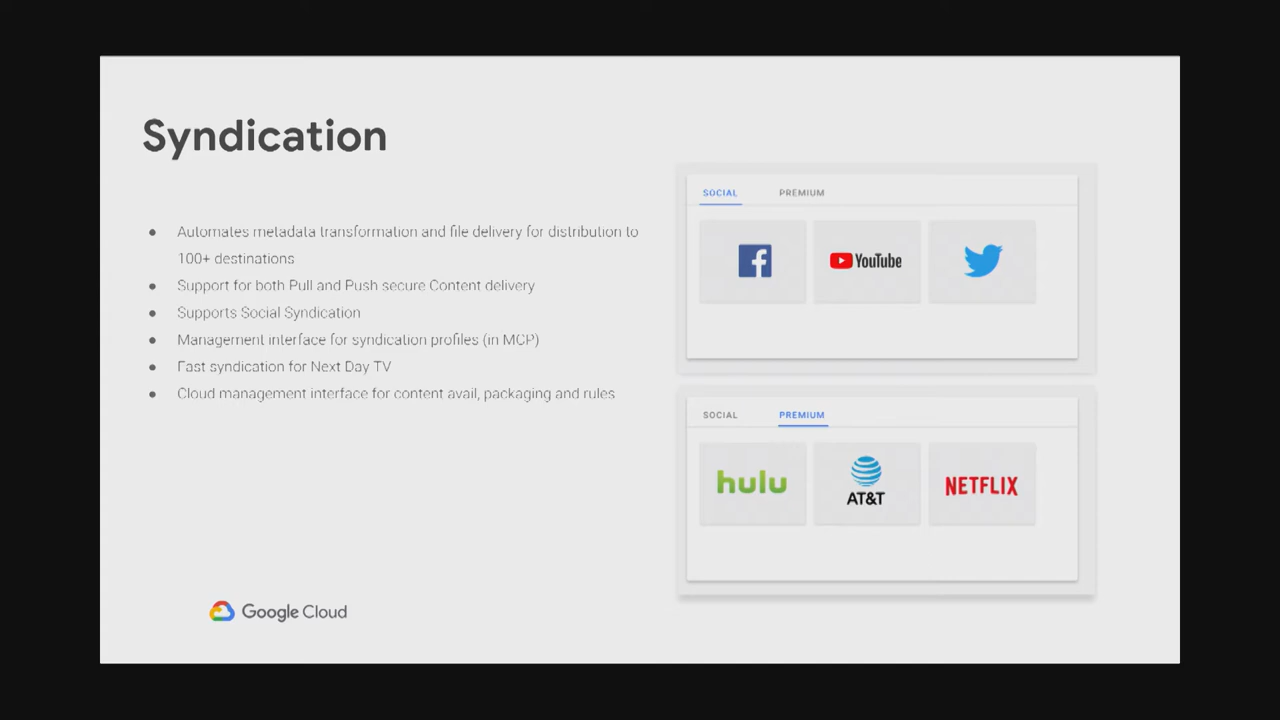 Syndication
Automates metadata transformation and file delivery for distribution to
100+ destinations
Support for both Pull and Push secure Content delivery
Supports Social Syndication
Management interface for syndication profiles (in MCP)
Fast syndication for Next Day TV
Cloud management interface for content avail, packaging and rules
SOCIAL PREMIUM
f YouTube
SOCIAL PREMIUM
hulu AT&T NETFLIX
Google Cloud